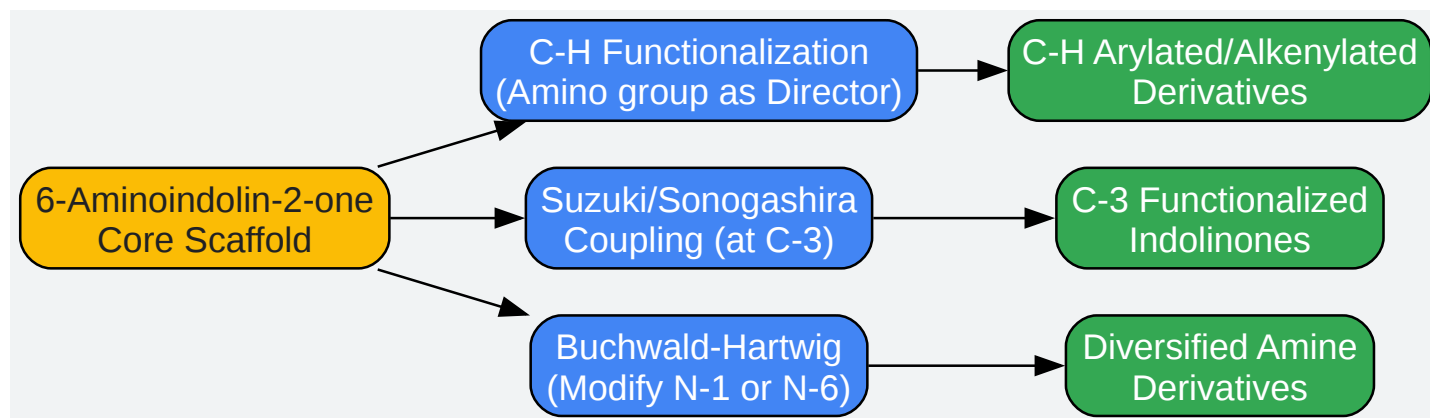 6-Aminoindolin-2-one
Core Scaffold
C-H Functionalization
(Amino group as Director)
C-H Arylated/Alkenylated
Derivatives
Suzuki/Sonogashira
Coupling (at C-3)
C-3 Functionalized
Indolinones
Buchwald-Hartwig
(Modify N-1 or N-6)
Diversified Amine
Derivatives